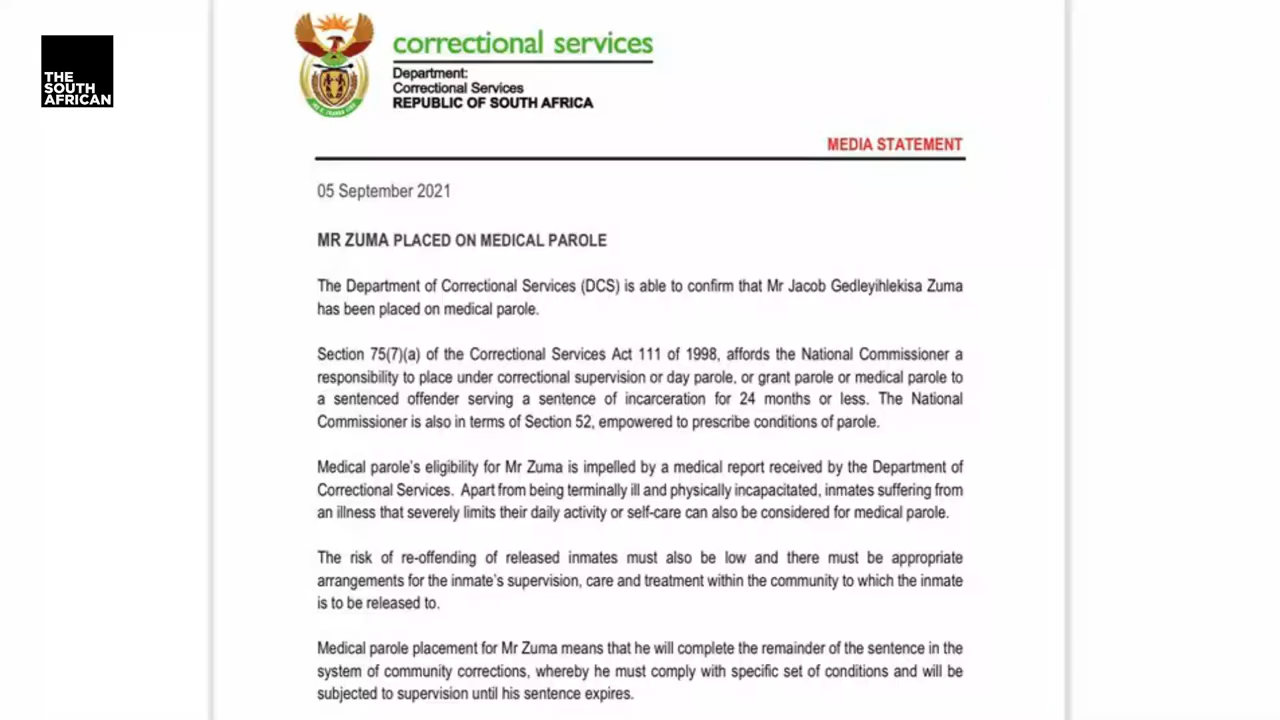 THE
SOUTH
AFRICAN
correctional services
Department:
Correctional Services
REPUBLIC OF SOUTH AFRICA
MEDIA STATEMENT
05 September 2021
MR ZUMA PLACED ON MEDICAL PAROLE
The Department of Correctional Services (DCS) is able to confirm that Mr Jacob Gedleyihlekisa Zuma
has been placed on medical parole.
Section 75(7)(a) of the Correctional Services Act 111 of 1998, affords the National Commissioner a
responsibility to place under correctional supervision or day parole, or grant parole or medical parole to
a sentenced offender serving a sentence of incarceration for 24 months or less. The National
Commissioner is also in terms of Section 52, empowered to prescribe conditions of parole.
Medical parole's eligibility for Mr Zuma is impelled by a medical report received by the Department of
Correctional Services. Apart from being terminally ill and physically incapacitated, inmates suffering from
an illness that severely limits their daily activity or self-care can also be considered for medical parole.
The risk of re-offending of released inmates must also be low and there must be appropriate
arrangements for the inmate's supervision, care and treatment within the community to which the inmate
is to be released to.
Medical parole placement for Mr Zuma means that he will complete the remainder of the sentence in the
system of community corrections, whereby he must comply with specific set of conditions and will be
subjected to supervision until his sentence expires.